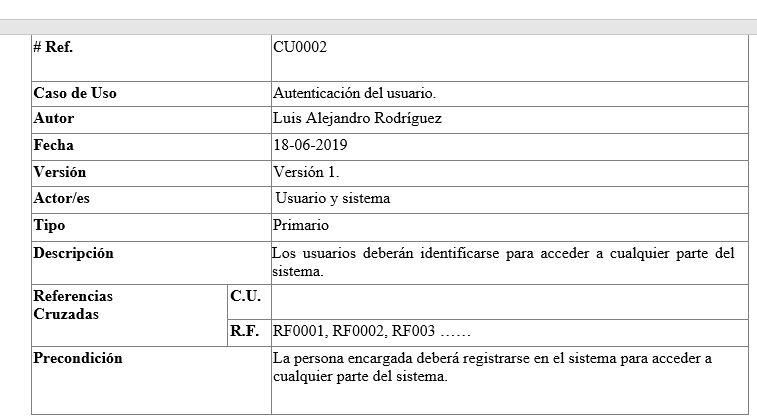 # Ref. CU0002
Caso de Uso Autenticación del usuario.
Autor Luis Alejandro Rodríguez
Fecha 18-06-2019
Versión Versión 1.
Actor/es Usuario y sistema
Tipo Primario
Descripción Los usuarios deberán identificarse para acceder a cualquier parte del
sistema.
Referencias C.U.
Cruzadas
R.F. RF0001, RF0002, RF003 ……
Precondición La persona encargada deberá registrarse en el sistema para acceder a
cualquier parte del sistema.